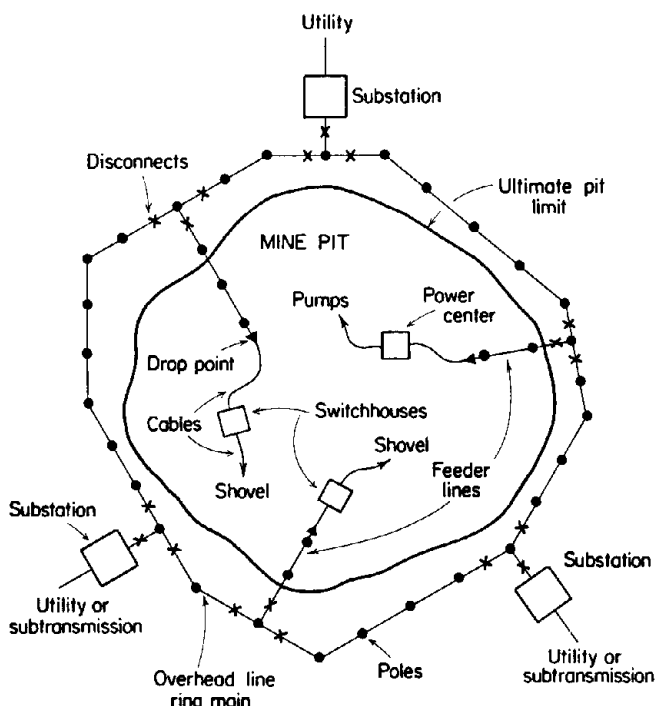 Utility
Substation
Disconnects
Ultimate pit
limit
MINE PIT
Pumps
Power
center
Drop point
Cables
Switchhouses
Shovel
Shovel
Feeder
lines
Substation
Substation
Utility or
subtransmission
Utility or
subtransmission
Poles
Overhead line
ring main